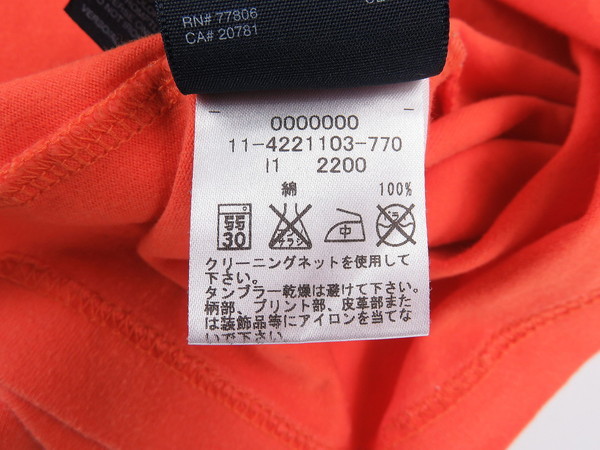 RN# 77806
CA# 20781
0000000
11-4221103-770
I1 2200
綿 100%
30
中
クリーニングネットを使用して
下さい。
タンブラー乾燥は避けて下さい。
柄部、プリント部、皮革部また
は装飾品等にアイロンを当てな
いで下さい。